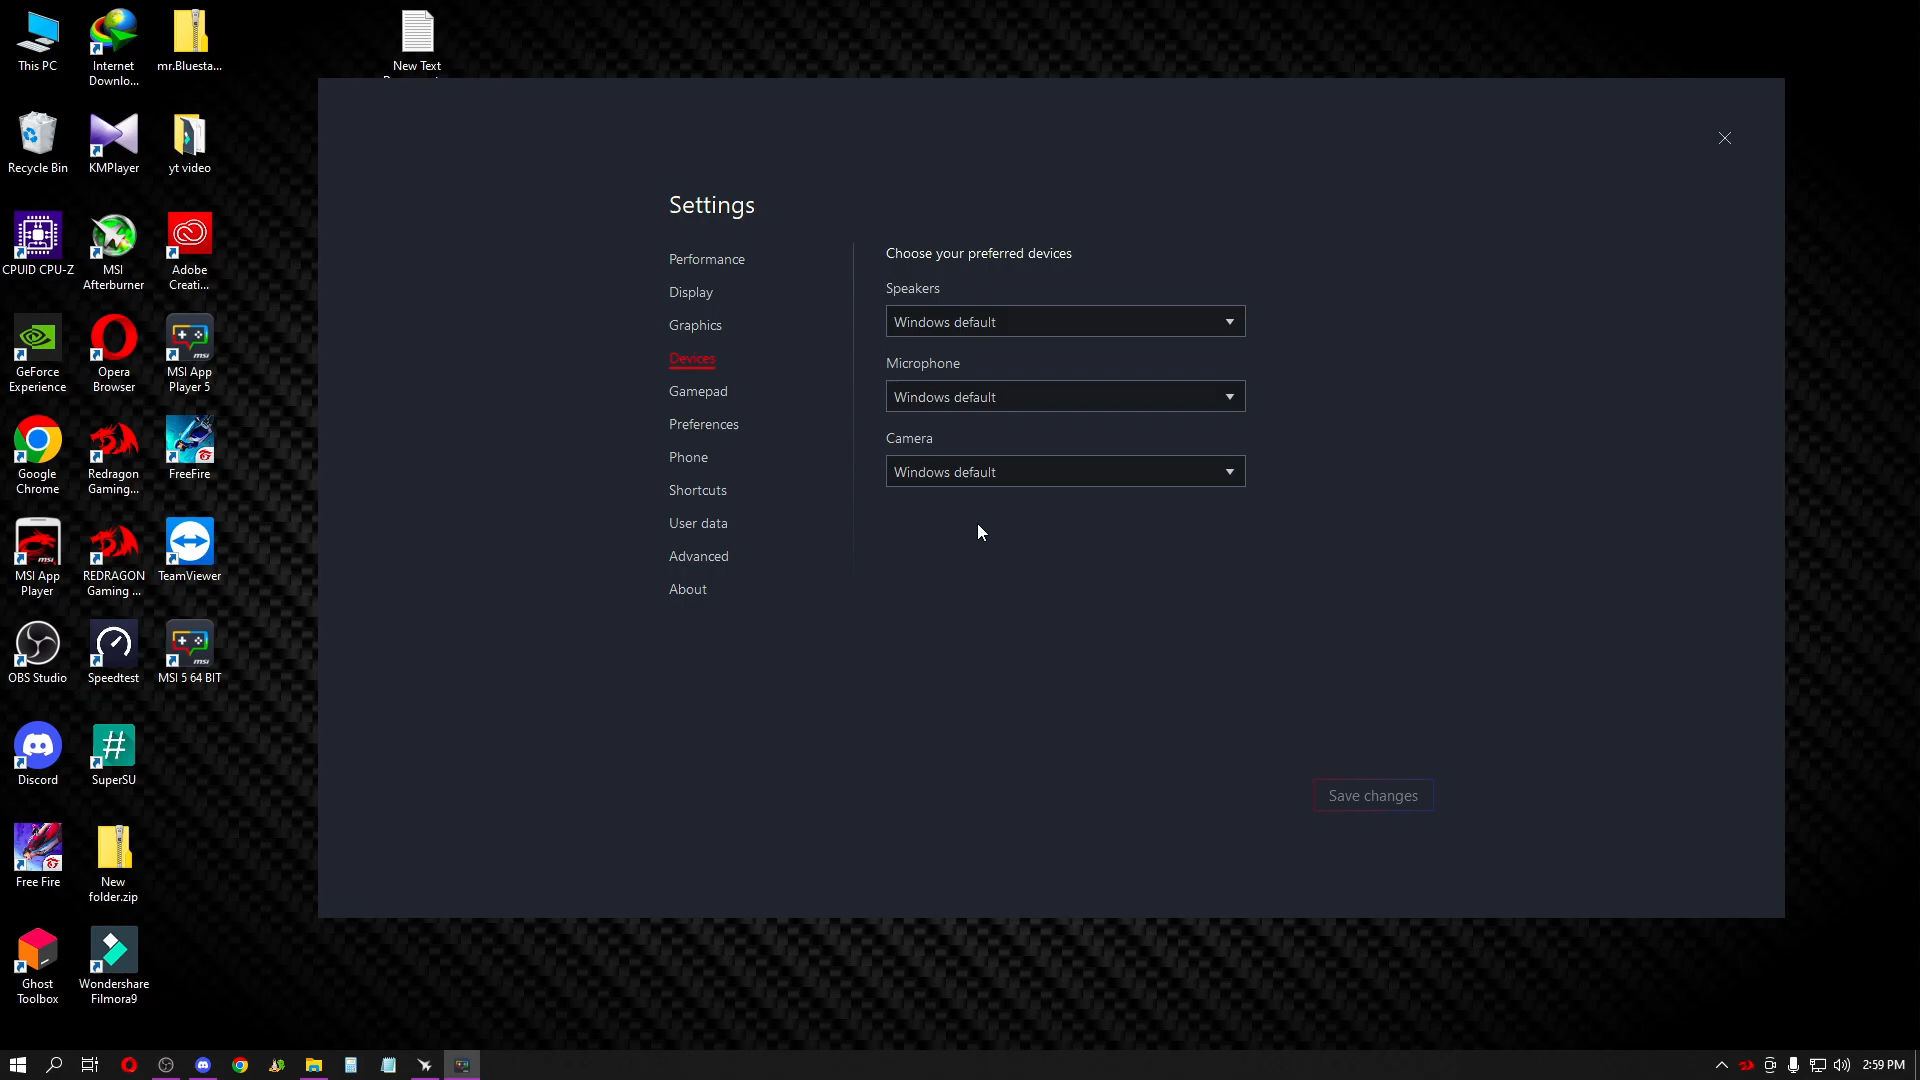 This PC
Internet
Downlo...
mr.Bluesta...
New Text
Recycle Bin
KMPlayer
yt video
CPUID CPU-Z
MSI
Afterburner
Adobe
Creati...
GeForce
Experience
Opera
Browser
msi
MSI App
Player 5
Google
Chrome
Redragon
Gaming...
FreeFire
msi
MSI App
Player
REDRAGON
Gaming ...
TeamViewer
OBS Studio
Speedtest
msi
MSI 5 64 BIT
Discord
#
SuperSU
Free Fire
New
folder.zip
Ghost
Toolbox
Wondershare
Filmora9
Settings
Performance
Display
Graphics
Devices
Gamepad
Preferences
Phone
Shortcuts
User data
Advanced
About
Choose your preferred devices
Speakers
Windows default
Microphone
Windows default
Camera
Windows default
Save changes
2:59 PM